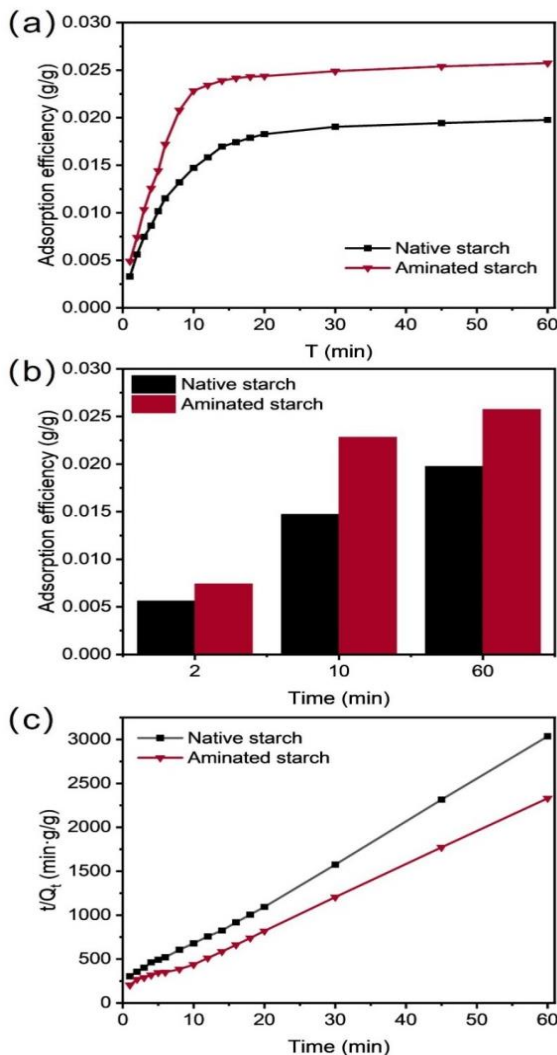 (a)
0.030
0.025
0.020
0.015
0.010
0.005
0.000
Adsorption efficiency (g/g)
Native starch
Aminated starch
0 10 20 30 40 50 60
T (min)
(b)
0.030
0.025
0.020
0.015
0.010
0.005
0.000
Adsorption efficiency (g/g)
Native starch
Aminated starch
2 10 60
Time (min)
(c)
3000
2500
2000
1500
1000
500
0
t/Qt (min·g/g)
Native starch
Aminated starch
0 10 20 30 40 50 60
Time (min)